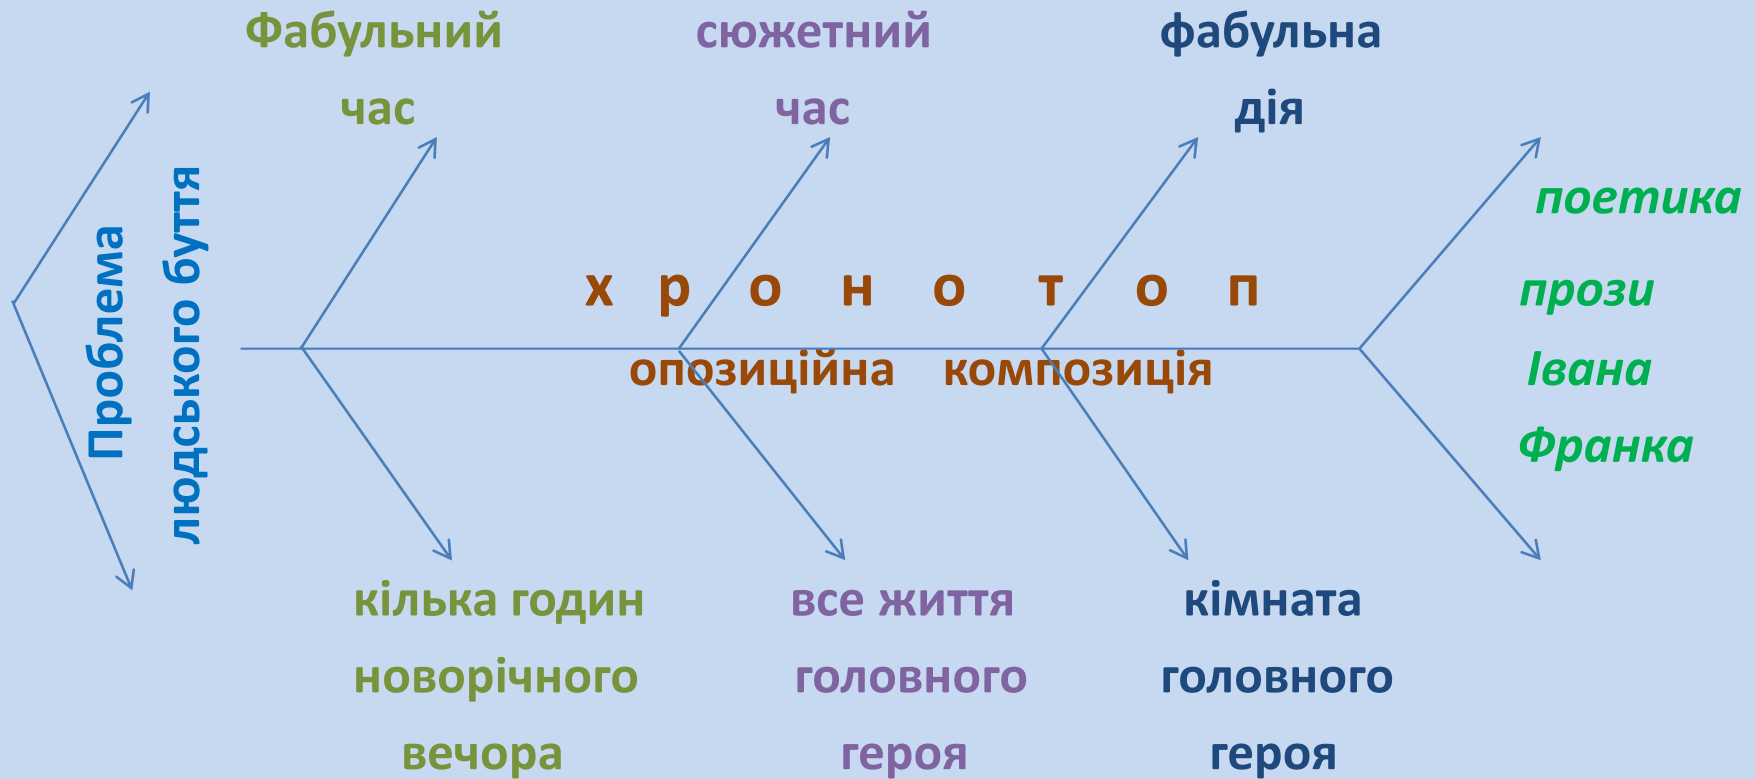 Фабульний
час
сюжетний
час
фабульна
дія
Проблема
людського буття
х р о н о т о п
опозиційна композиція
поетика
прози
Івана
Франка
кілька годин
новорічного
вечора
все життя
головного
героя
кімната
головного
героя